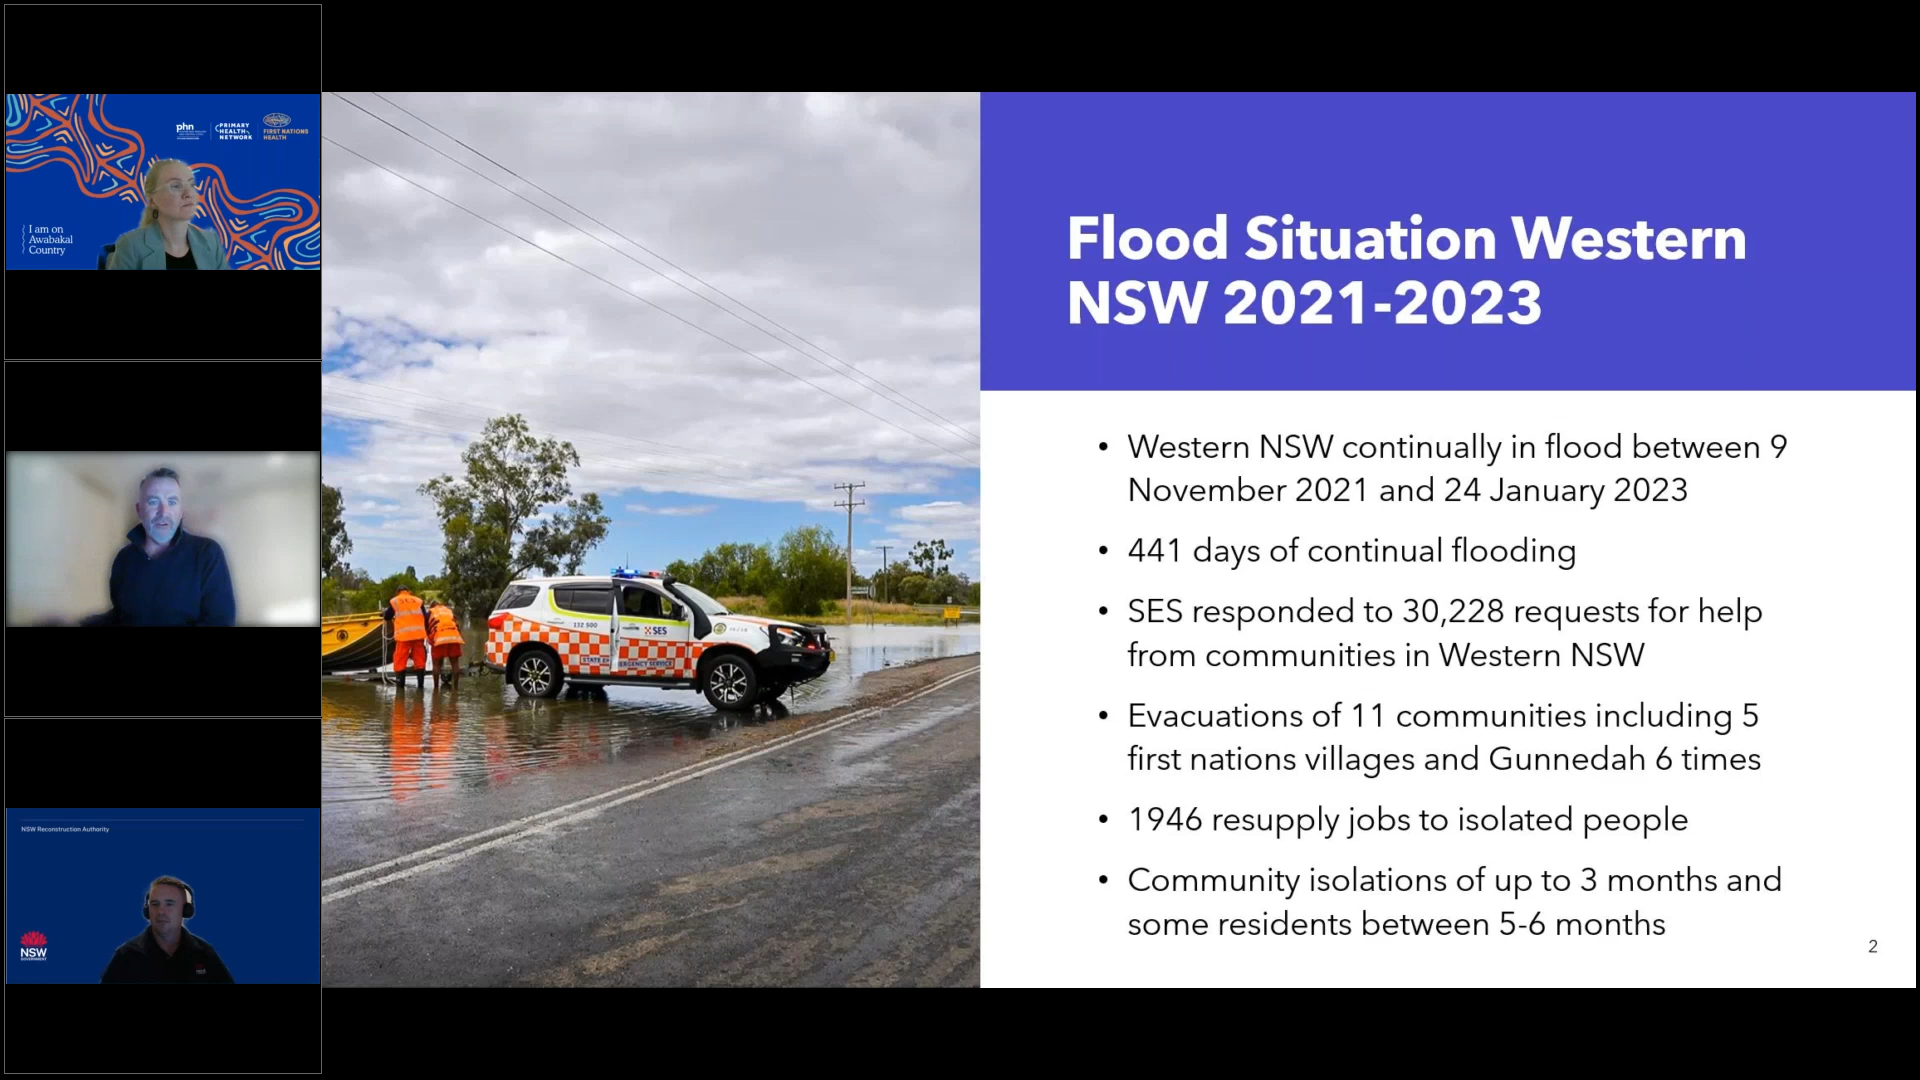 phn
PRIMARY
HEALTH
NETWORK
FIRST NATIONS
HEALTH
I am on
Awabakal
Country
NSW Reconstruction Authority
NSW
GOVERNMENT
SES
132 500
SES
STATE EMERGENCY SERVICE
Flood Situation Western
NSW 2021-2023
• Western NSW continually in flood between 9
November 2021 and 24 January 2023
• 441 days of continual flooding
• SES responded to 30,228 requests for help
from communities in Western NSW
• Evacuations of 11 communities including 5
first nations villages and Gunnedah 6 times
• 1946 resupply jobs to isolated people
• Community isolations of up to 3 months and
some residents between 5-6 months
2